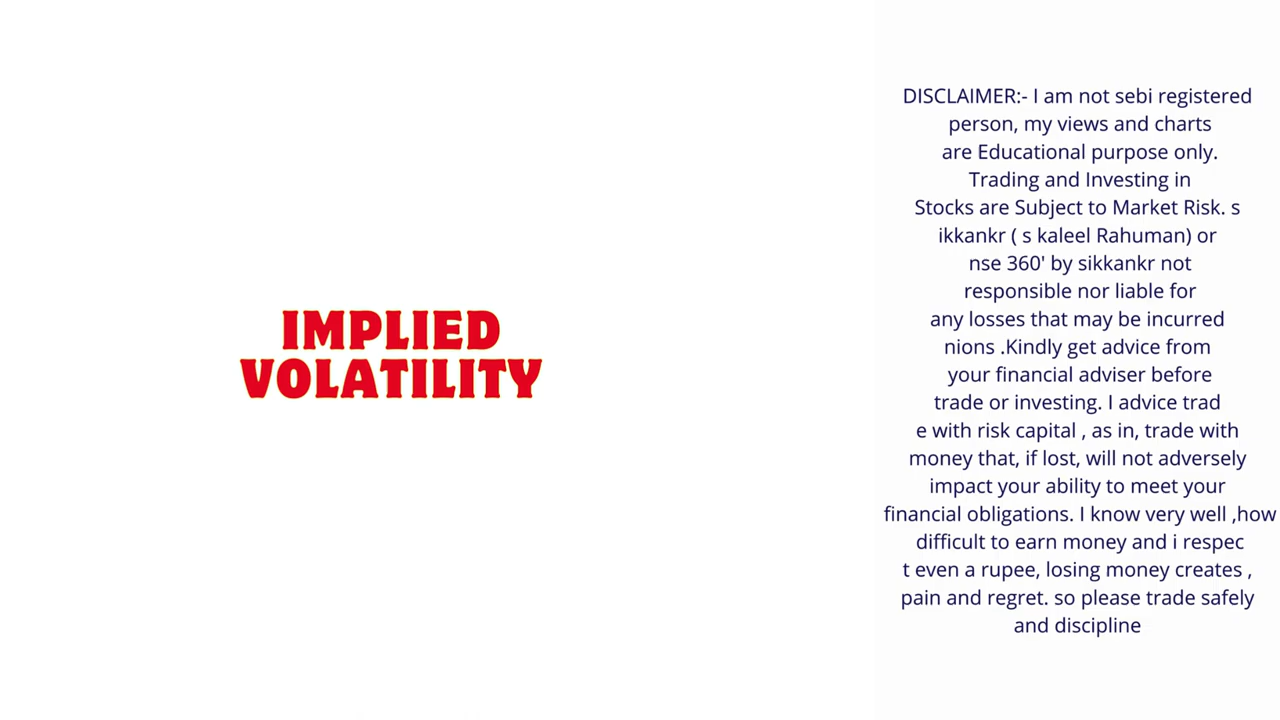 IMPLIED
VOLATILITY
DISCLAIMER:- I am not sebi registered
person, my views and charts
are Educational purpose only.
Trading and Investing in
Stocks are Subject to Market Risk. s
ikkankr ( s kaleel Rahuman) or
nse 360' by sikkankr not
responsible nor liable for
any losses that may be incurred
nions .Kindly get advice from
your financial adviser before
trade or investing. I advice trad
e with risk capital , as in, trade with
money that, if lost, will not adversely
impact your ability to meet your
financial obligations. I know very well ,how
difficult to earn money and i respec
t even a rupee, losing money creates ,
pain and regret. so please trade safely
and discipline